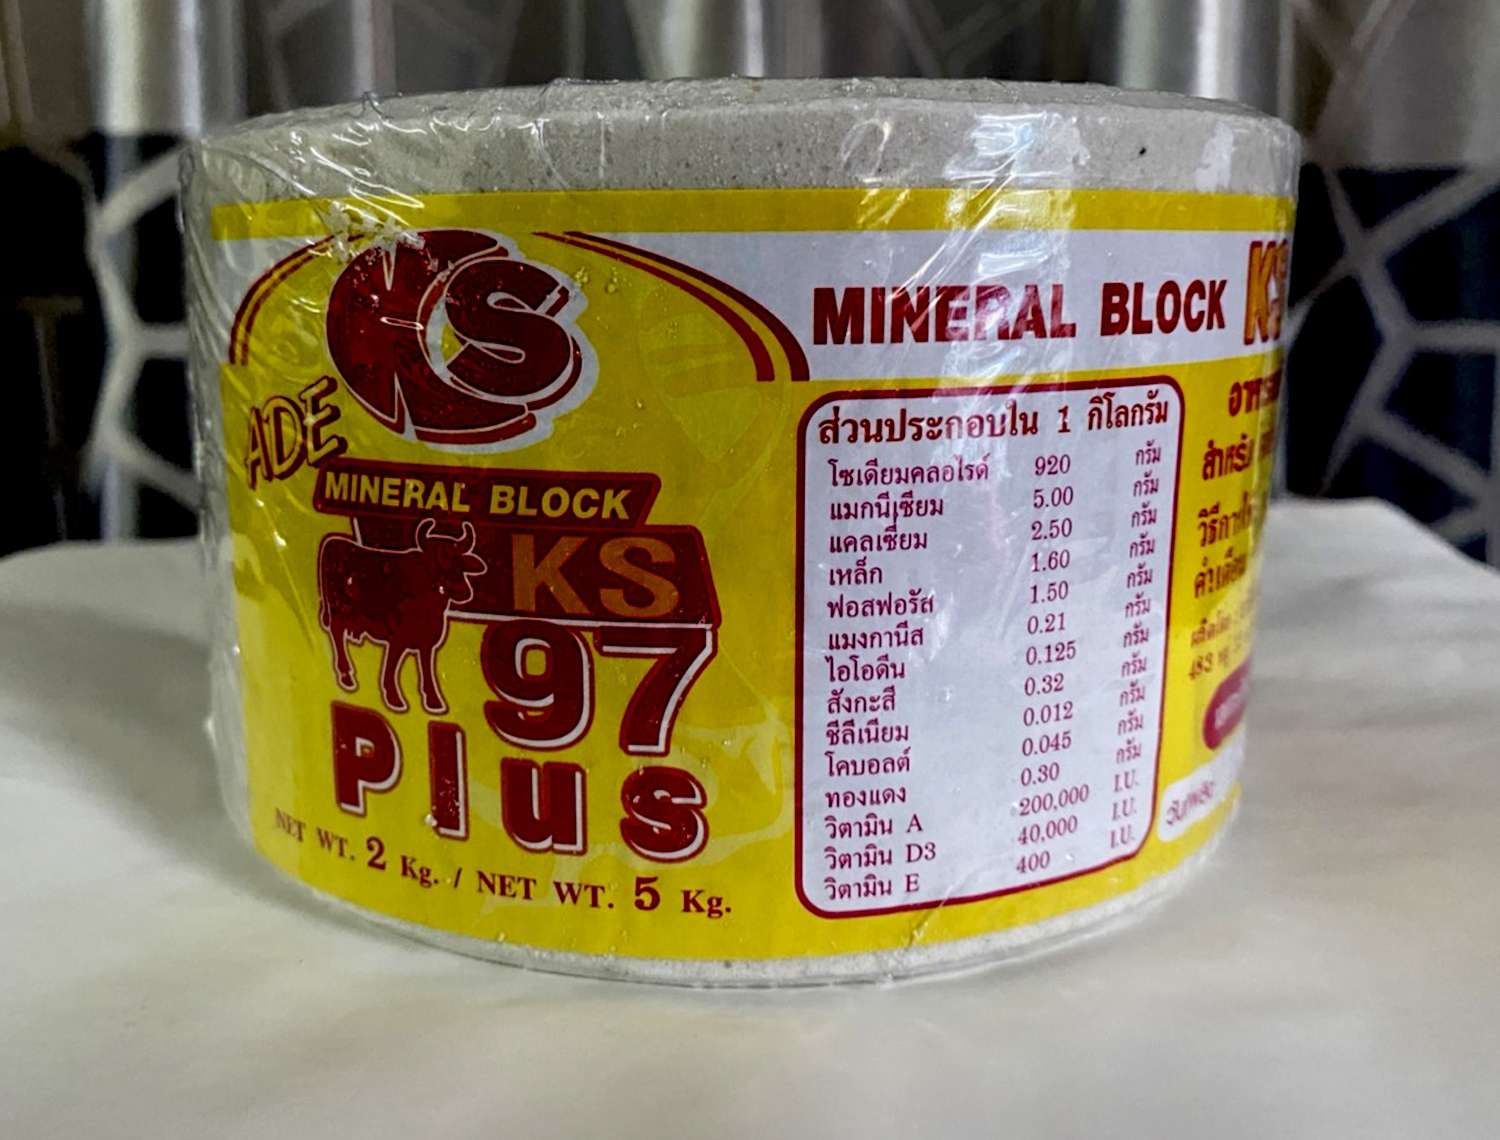 KS
ADE
MINERAL BLOCK
KS
97
Plus
NET WT. 2 Kg. / NET WT. 5 Kg.
MINERAL BLOCK KS
ส่วนประกอบใน 1 กิโลกรัม
โซเดียมคลอไรด์ 920 กรัม
แมกนีเซียม 5.00 กรัม
แคลเซี่ยม 2.50 กรัม
เหล็ก 1.60 กรัม
ฟอสฟอรัส 1.50 กรัม
แมงกานีส 0.21 กรัม
ไอโอดีน 0.125 กรัม
สังกะสี 0.32 กรัม
ซีลีเนียม 0.012 กรัม
โคบอลต์ 0.045 กรัม
ทองแดง 0.30 กรัม
วิตามิน A 200,000 I.U.
วิตามิน D3 40,000 I.U.
วิตามิน E 400 I.U.
สำหรับ